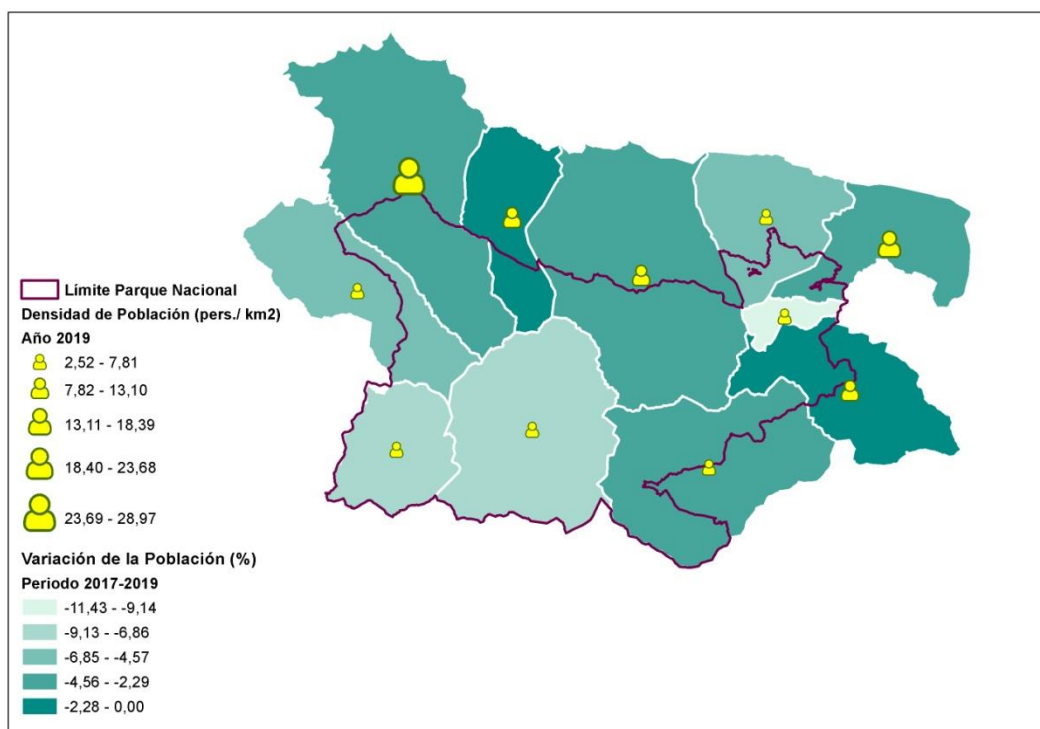 Límite Parque Nacional
Densidad de Población (pers./ km2)
Año 2019
2,52 - 7,81
7,82 - 13,10
13,11 - 18,39
18,40 - 23,68
23,69 - 28,97
Variación de la Población (%)
Periodo 2017-2019
-11,43 - -9,14
-9,13 - -6,86
-6,85 - -4,57
-4,56 - -2,29
-2,28 - 0,00